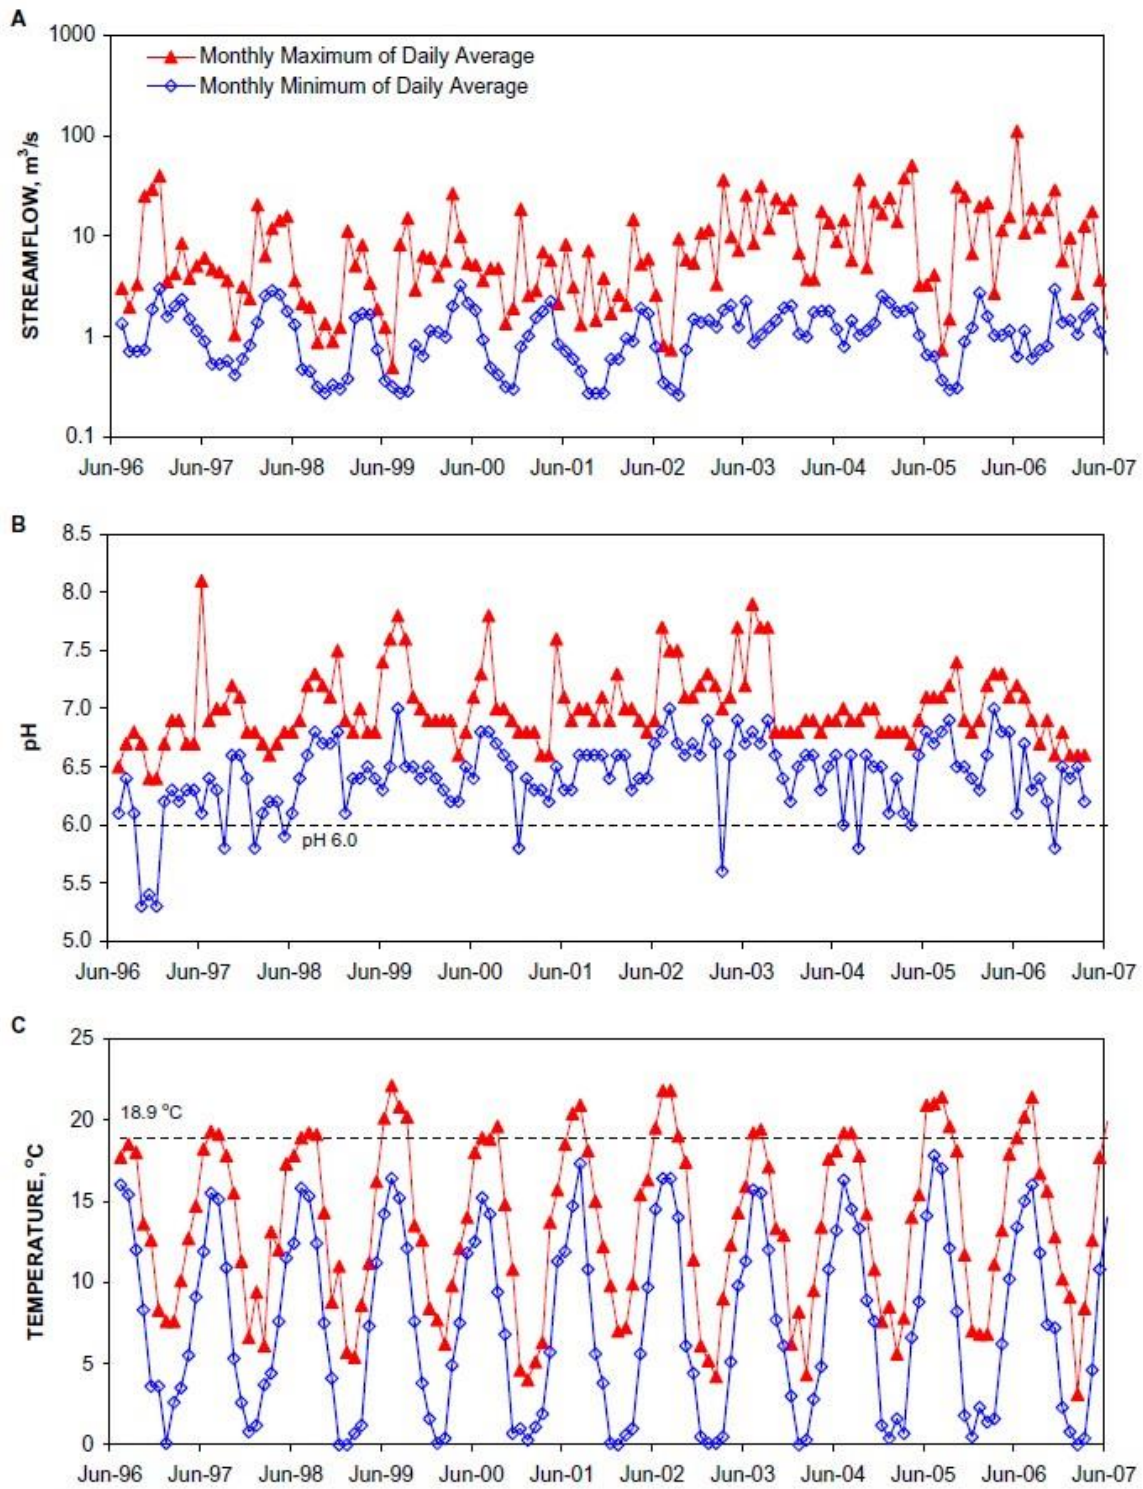 A
1000
Monthly Maximum of Daily Average
Monthly Minimum of Daily Average
100
10
1
0.1
STREAMFLOW, m³/s
Jun-96 Jun-97 Jun-98 Jun-99 Jun-00 Jun-01 Jun-02 Jun-03 Jun-04 Jun-05 Jun-06 Jun-07
B
8.5
8.0
7.5
7.0
6.5
6.0
5.5
5.0
pH
pH 6.0
Jun-96 Jun-97 Jun-98 Jun-99 Jun-00 Jun-01 Jun-02 Jun-03 Jun-04 Jun-05 Jun-06 Jun-07
C
25
20
15
10
5
0
18.9 °C
TEMPERATURE, °C
Jun-96 Jun-97 Jun-98 Jun-99 Jun-00 Jun-01 Jun-02 Jun-03 Jun-04 Jun-05 Jun-06 Jun-07